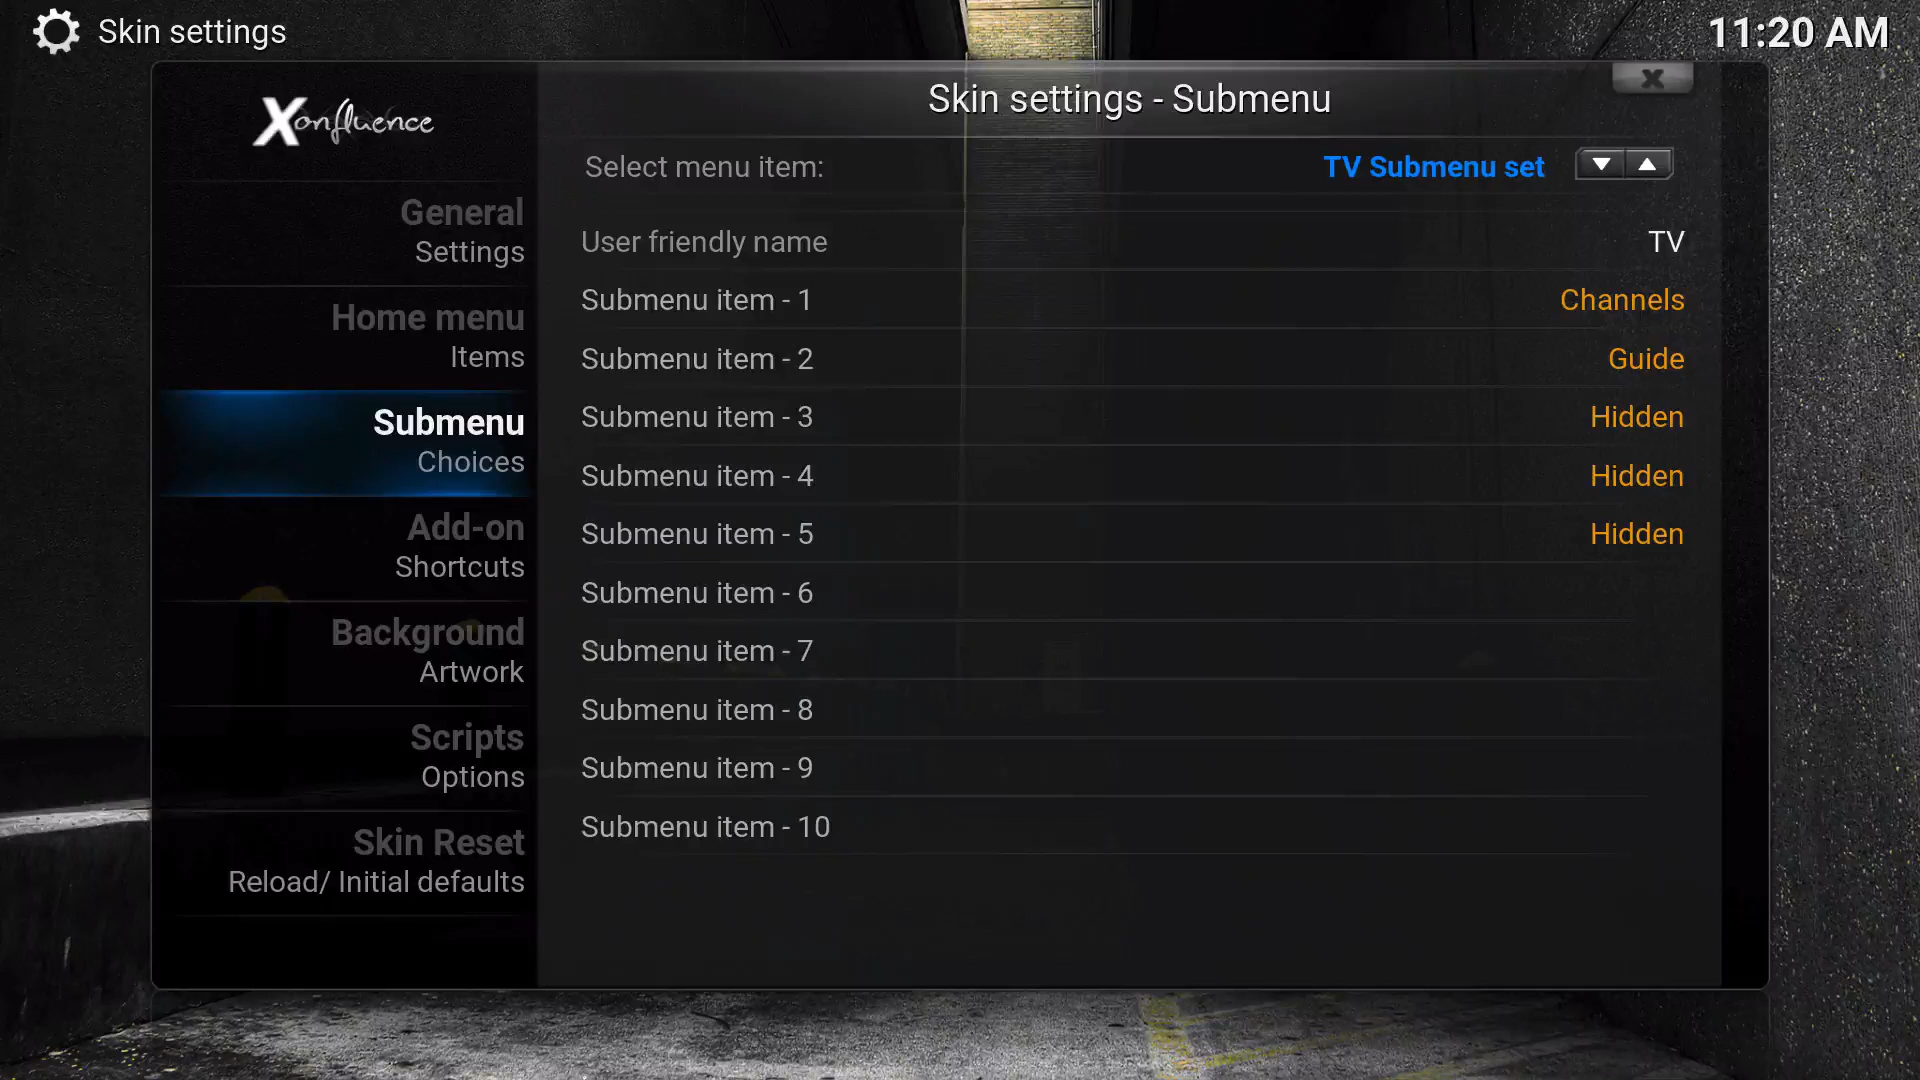 Skin settings
11:20 AM
Xonfluence
Skin settings - Submenu
X
Select menu item:
TV Submenu set
General
Settings
Home menu
Items
Submenu
Choices
Add-on
Shortcuts
Background
Artwork
Scripts
Options
Skin Reset
Reload/ Initial defaults
User friendly name TV
Submenu item - 1 Channels
Submenu item - 2 Guide
Submenu item - 3 Hidden
Submenu item - 4 Hidden
Submenu item - 5 Hidden
Submenu item - 6
Submenu item - 7
Submenu item - 8
Submenu item - 9
Submenu item - 10